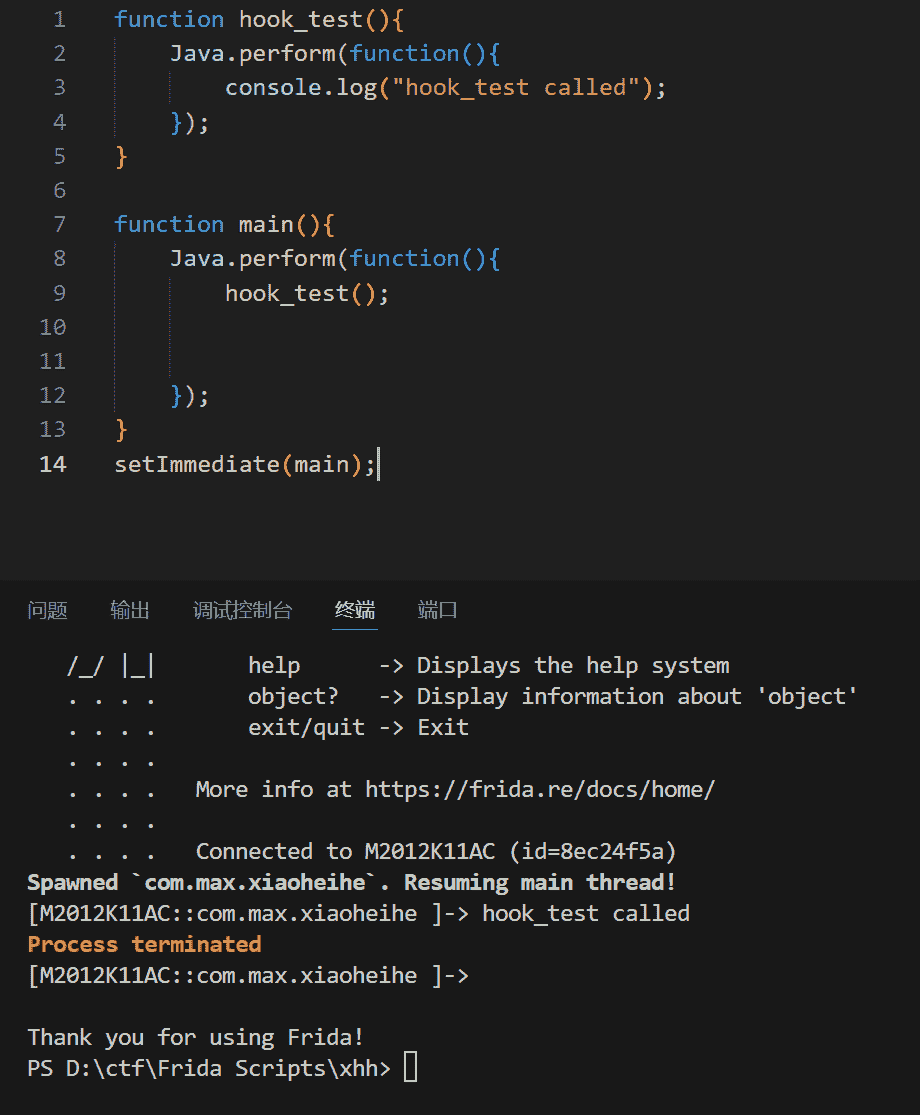 1 function hook_test(){
2 Java.perform(function(){
3 console.log("hook_test called");
4 });
5 }
6
7 function main(){
8 Java.perform(function(){
9 hook_test();
10
11
12 });
13 }
14 setImmediate(main);
问题 输出 调试控制台 终端 端口
/_/ |_| help -> Displays the help system
. . . . object? -> Display information about 'object'
. . . . exit/quit -> Exit
. . . .
. . . . More info at https://frida.re/docs/home/
. . . .
. . . . Connected to M2012K11AC (id=8ec24f5a)
Spawned `com.max.xiaoheihe`. Resuming main thread!
[M2012K11AC::com.max.xiaoheihe ]-> hook_test called
Process terminated
[M2012K11AC::com.max.xiaoheihe ]->
Thank you for using Frida!
PS D:\ctf\Frida Scripts\xhh>